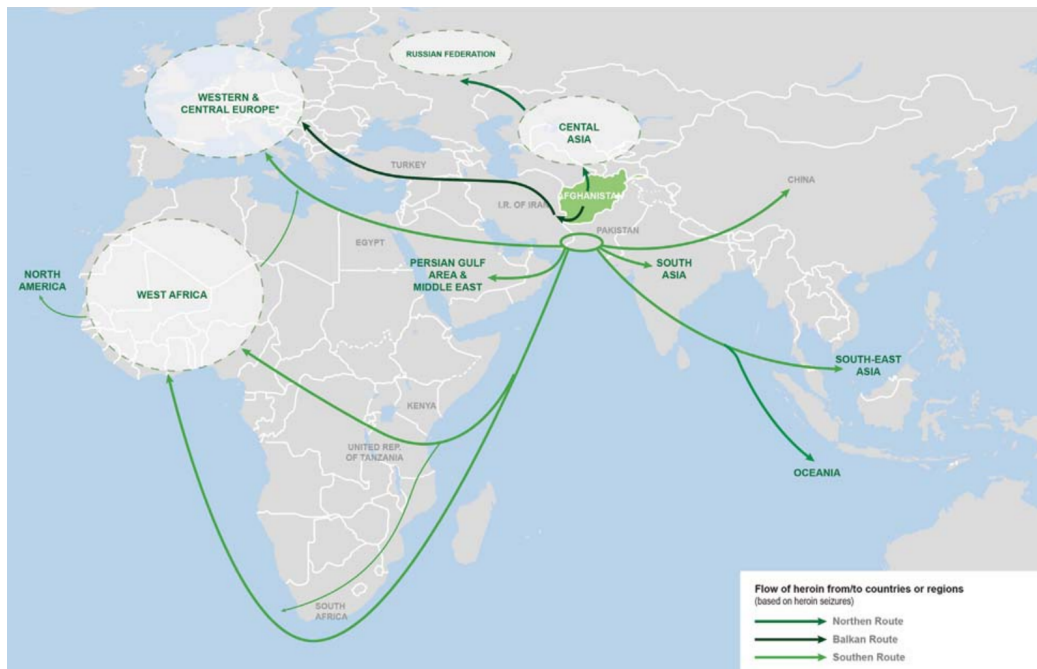 RUSSIAN FEDERATION
WESTERN &
CENTRAL EUROPE*
CENTAL
ASIA
TURKEY
CHINA
AFGHANISTAN
I.R. OF IRAN
PAKISTAN
EGYPT
PERSIAN GULF
AREA &
MIDDLE EAST
SOUTH
ASIA
NORTH
AMERICA
WEST AFRICA
SOUTH-EAST
ASIA
KENYA
UNITED REP.
OF TANZANIA
OCEANIA
SOUTH
AFRICA
Flow of heroin from/to countries or regions
(based on heroin seizures)
Northen Route
Balkan Route
Southen Route